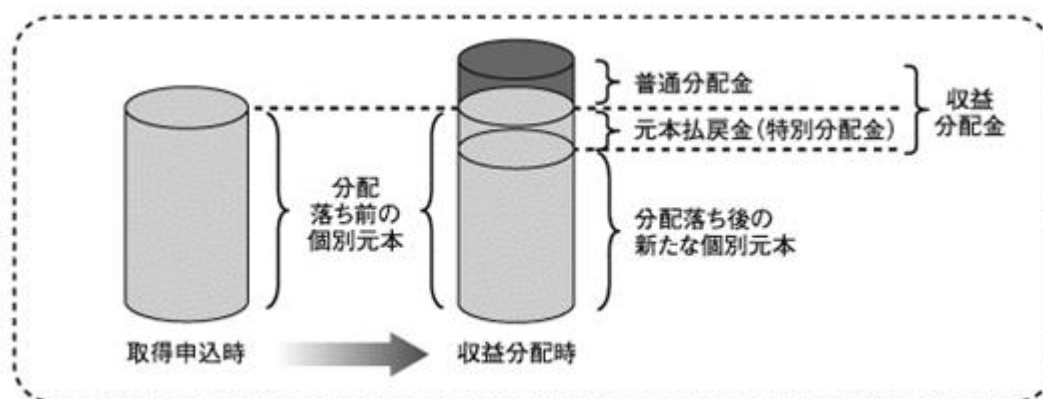 普通分配金
元本払戻金(特別分配金)
収益
分配金
分配
落ち前の
個別元本
分配落ち後の
新たな個別元本
取得申込時
収益分配時